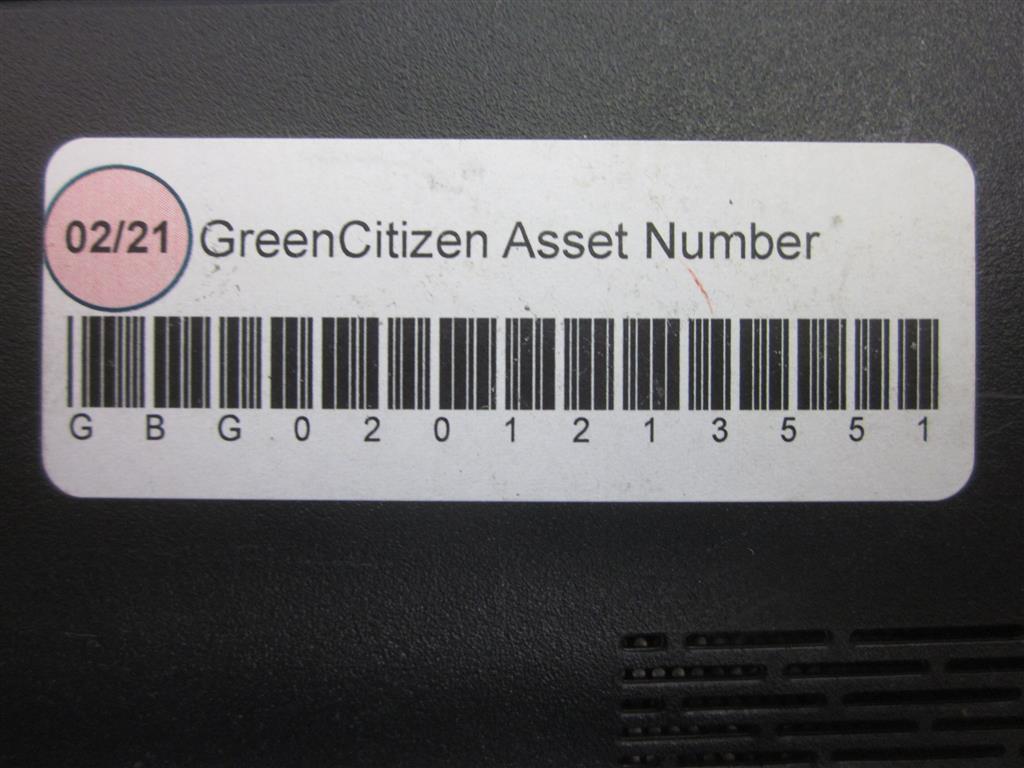 02/21 GreenCitizen Asset Number
G B G 0 2 0 1 2 1 3 5 5 1